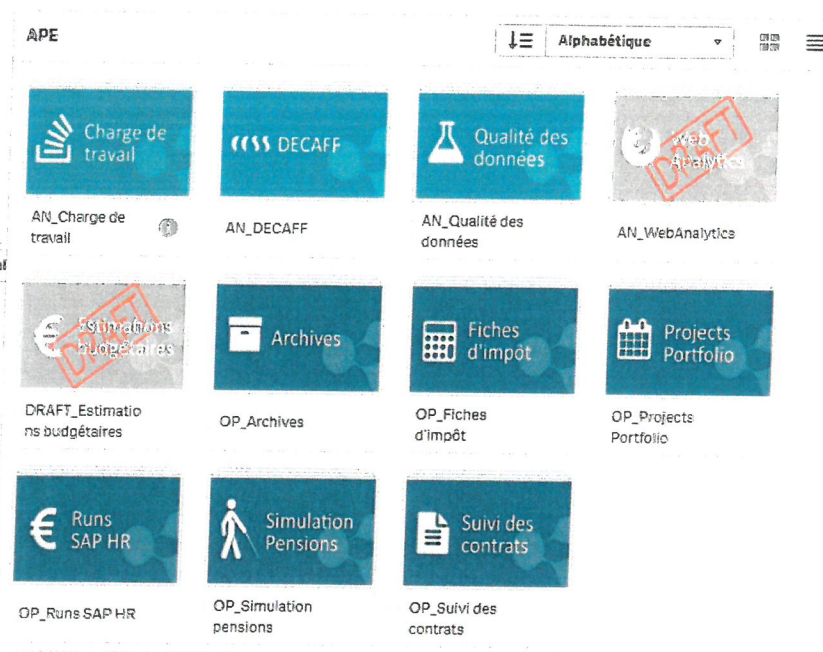 APE
Alphabétique
Charge de
travail
DECAFF
Qualité des
données
Web
Analytics
DRAFT
AN_Charge de
travail
AN_DECAFF
AN_Qualité des
données
AN_WebAnalytics
Estimations
budgétaires
DRAFT
Archives
Fiches
d'impôt
Projects
Portfolio
DRAFT_Estimatio
ns budgétaires
OP_Archives
OP_Fiches
d'impôt
OP_Projects
Portfolio
Runs
SAP HR
Simulation
Pensions
Suivi des
contrats
OP_Runs SAP HR
OP_Simulation
pensions
OP_Suivi des
contrats